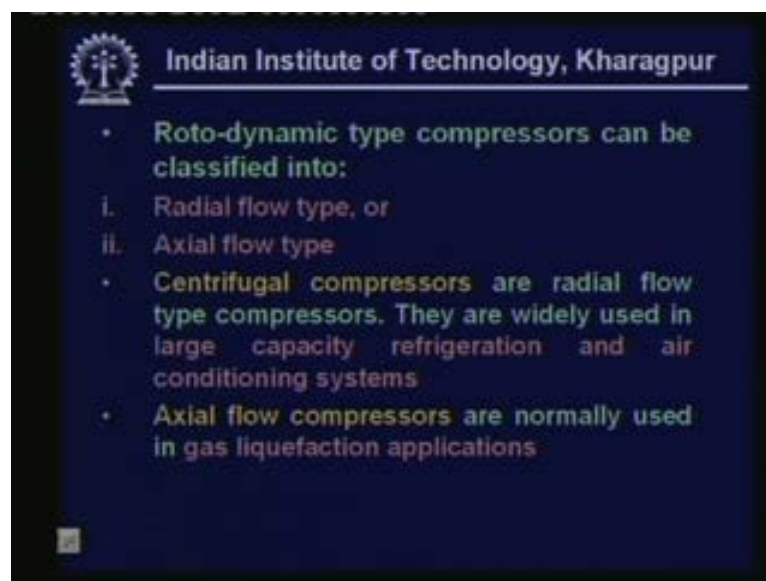 Indian Institute of Technology, Kharagpur
• Roto-dynamic type compressors can be
classified into:
i. Radial flow type, or
ii. Axial flow type
• Centrifugal compressors are radial flow
type compressors. They are widely used in
large capacity refrigeration and air
conditioning systems
• Axial flow compressors are normally used
in gas liquefaction applications